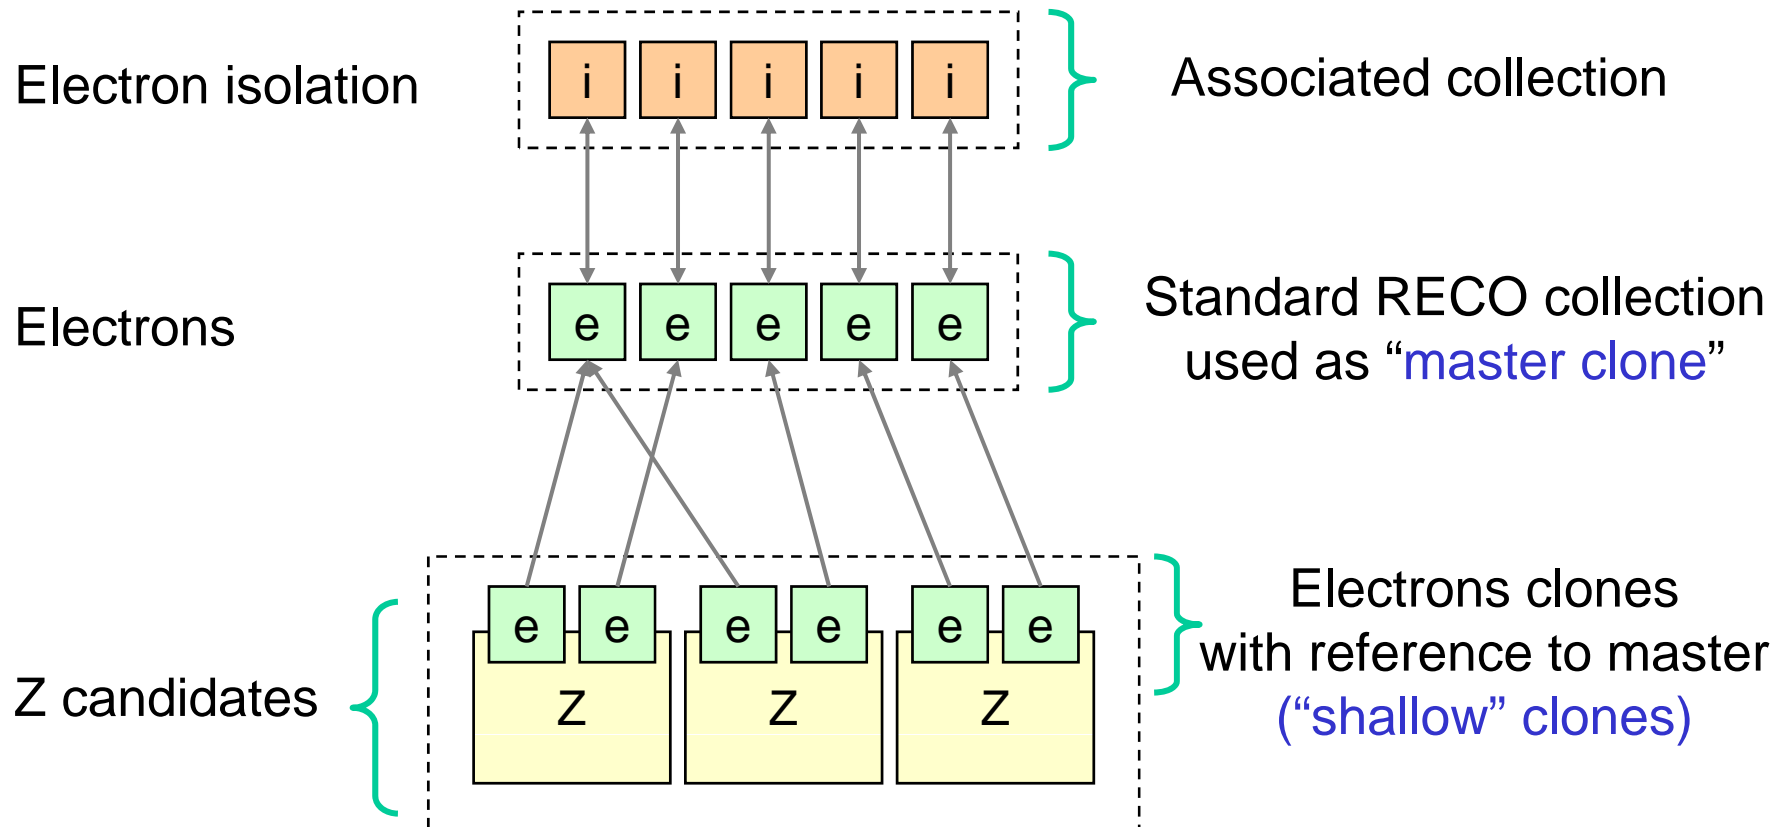 Electron isolation
i i i i i
Associated collection
Electrons
e e e e e
Standard RECO collection
used as “master clone”
Z candidates
e e e e e e
Z Z Z
Electrons clones
with reference to master
(“shallow” clones)